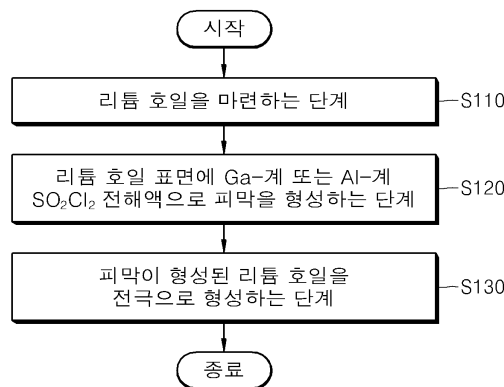 시작
리튬 호일을 마련하는 단계
S110
리튬 호일 표면에 Ga-계 또는 Al-계
SO₂Cl₂ 전해액으로 피막을 형성하는 단계
S120
피막이 형성된 리튬 호일을
전극으로 형성하는 단계
S130
종료